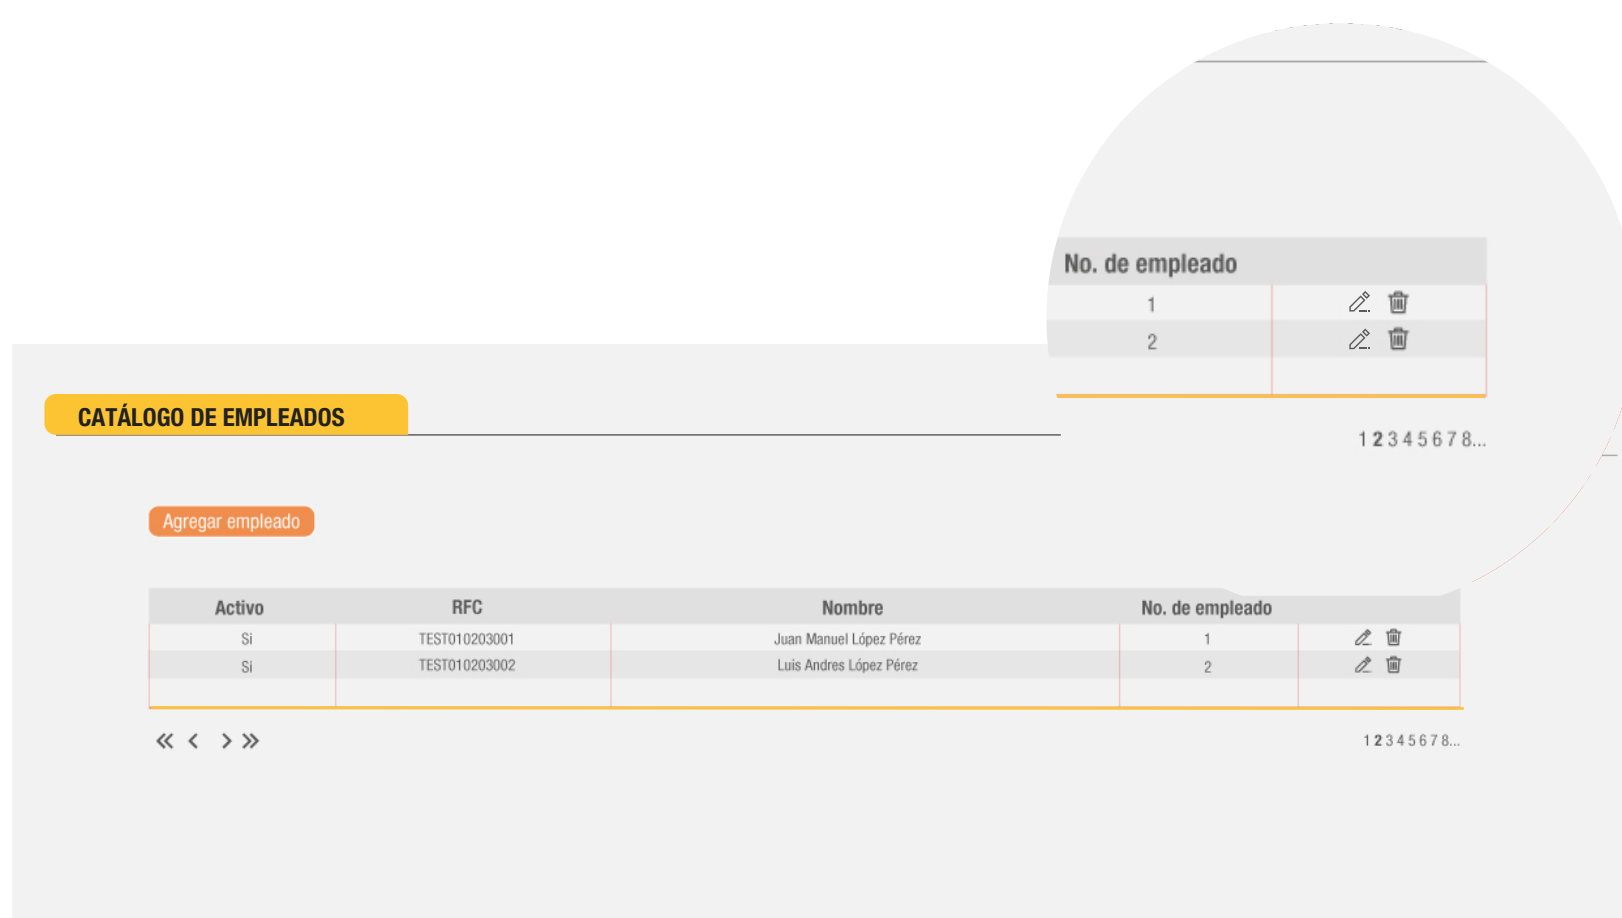 No. de empleado
1
2
1 2 3 4 5 6 7 8...
CATÁLOGO DE EMPLEADOS
Agregar empleado
Activo RFC Nombre No. de empleado
Si TEST010203001 Juan Manuel López Pérez 1
Si TEST010203002 Luis Andres López Pérez 2
1 2 3 4 5 6 7 8...